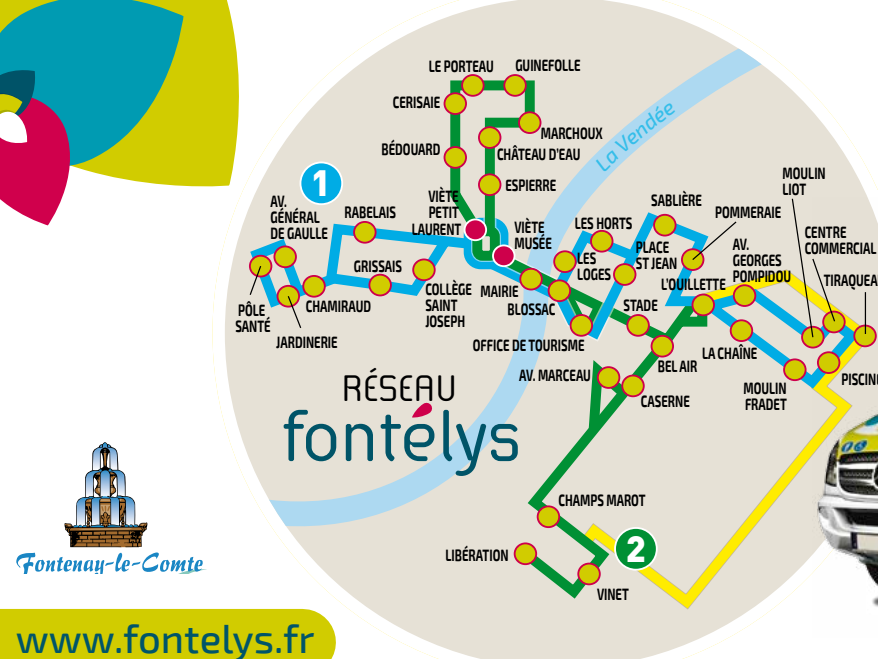 LE PORTEAU
GUINEFOLLE
CERISAIE
MARCHOUX
BÉDOUARD
CHÂTEAU D'EAU
ESPIERRE
La Vendée
1
VIÈTE
PETIT
LAURENT
VIÈTE
MUSÉE
AV.
GÉNÉRAL
DE GAULLE
RABELAIS
GRISSAIS
CHAMIRAUD
COLLÈGE
SAINT
JOSEPH
PÔLE
SANTÉ
JARDINERIE
MAIRIE
BLOSSAC
LES HORTS
LES
LOGES
PLACE
ST JEAN
SABLIÈRE
POMMERAIE
MOULIN
LIOT
CENTRE
COMMERCIAL
AV.
GEORGES
POMPIDOU
L'OUILLETTE
TIRAQUEA
OFFICE DE TOURISME
STADE
BEL AIR
LA CHAÎNE
MOULIN
FRADET
PISCIN
AV. MARCEAU
CASERNE
RÉSEAU
fontélys
CHAMPS MAROT
LIBÉRATION
2
VINET
Fontenay-le-Comte
www.fontelys.fr